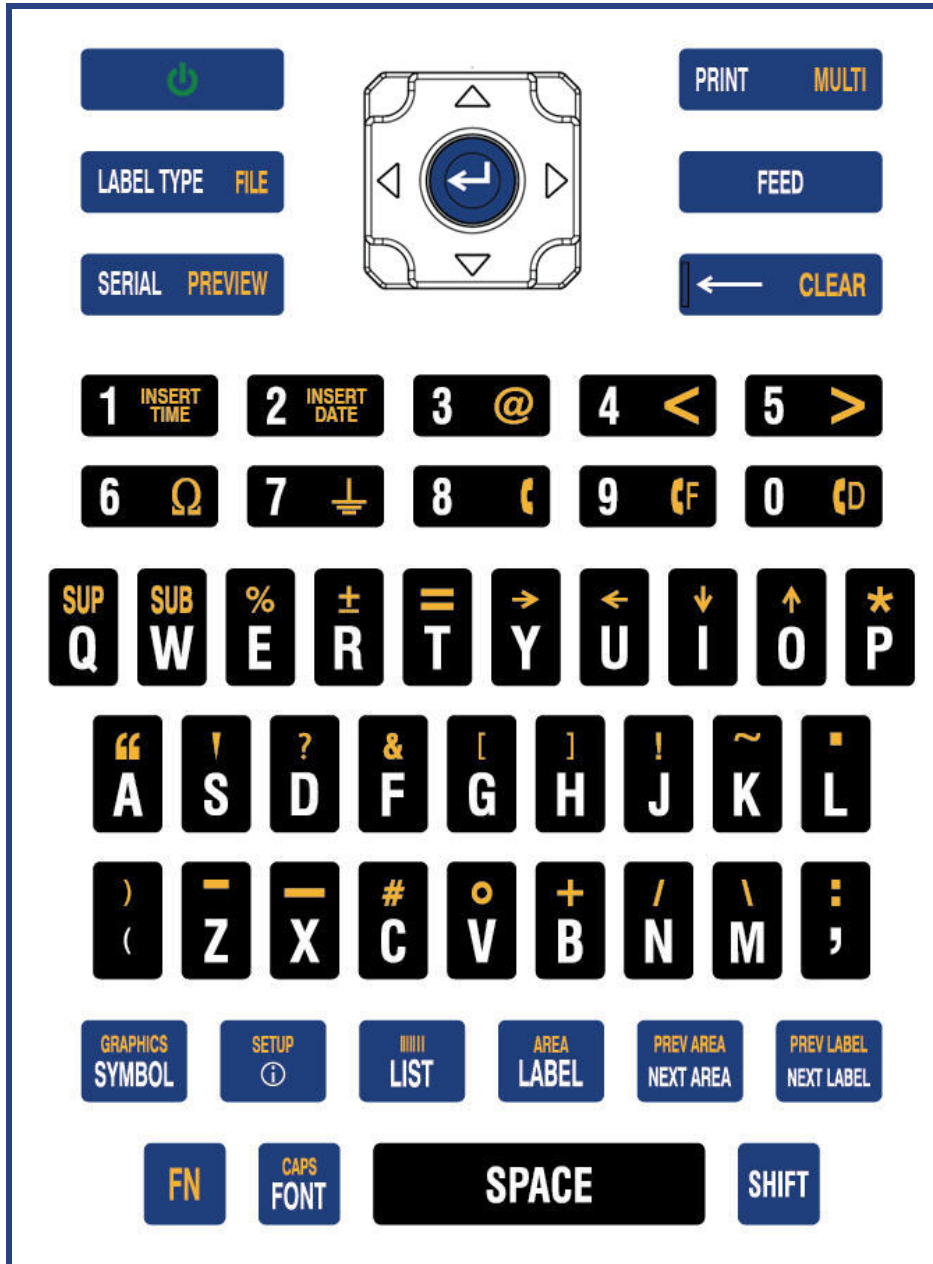 PRINT MULTI
LABEL TYPE FILE
FEED
SERIAL PREVIEW
← CLEAR
1 INSERT TIME 2 INSERT DATE 3 @ 4 < 5 >
6 Ω 7 ⏚ 8 9 F 0 D
SUP SUB % ± = → ← ↓ ↑ *
Q W E R T Y U I O P
“ ' ? & [ ] ! ~ .
A S D F G H J K L
) - — # ° + / \ :
( Z X C V B N M ,
GRAPHICS SETUP AREA PREV AREA PREV LABEL
SYMBOL ⓘ LIST LABEL NEXT AREA NEXT LABEL
CAPS
FN FONT SPACE SHIFT